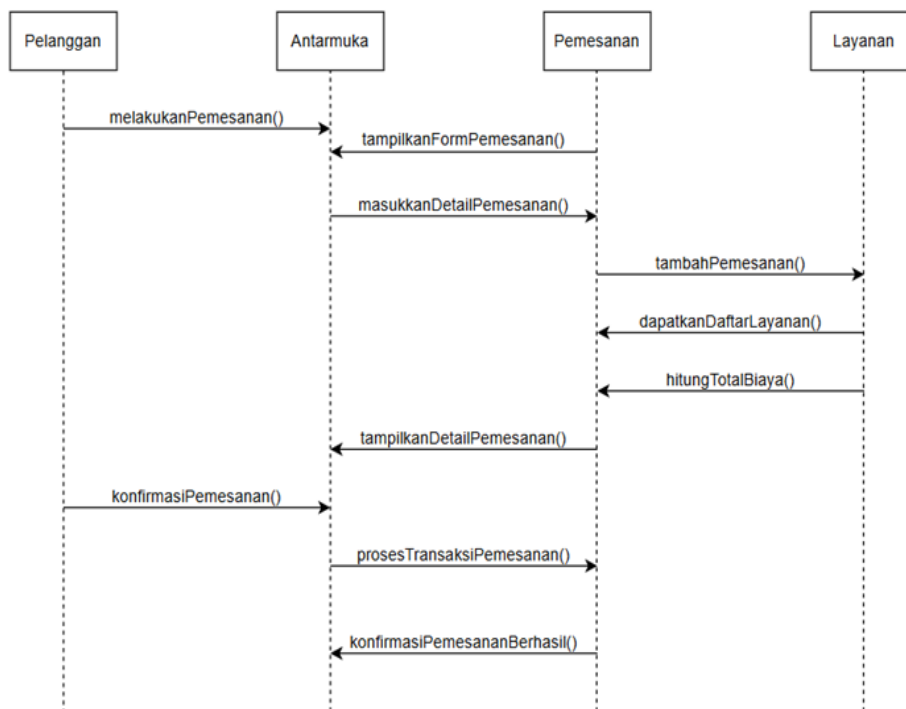 Pelanggan
Antarmuka
Pemesanan
Layanan
melakukanPemesanan()
tampilkanFormPemesanan()
masukkanDetailPemesanan()
tambahPemesanan()
dapatkanDaftarLayanan()
hitungTotalBiaya()
tampilkanDetailPemesanan()
konfirmasiPemesanan()
prosesTransaksiPemesanan()
konfirmasiPemesananBerhasil()